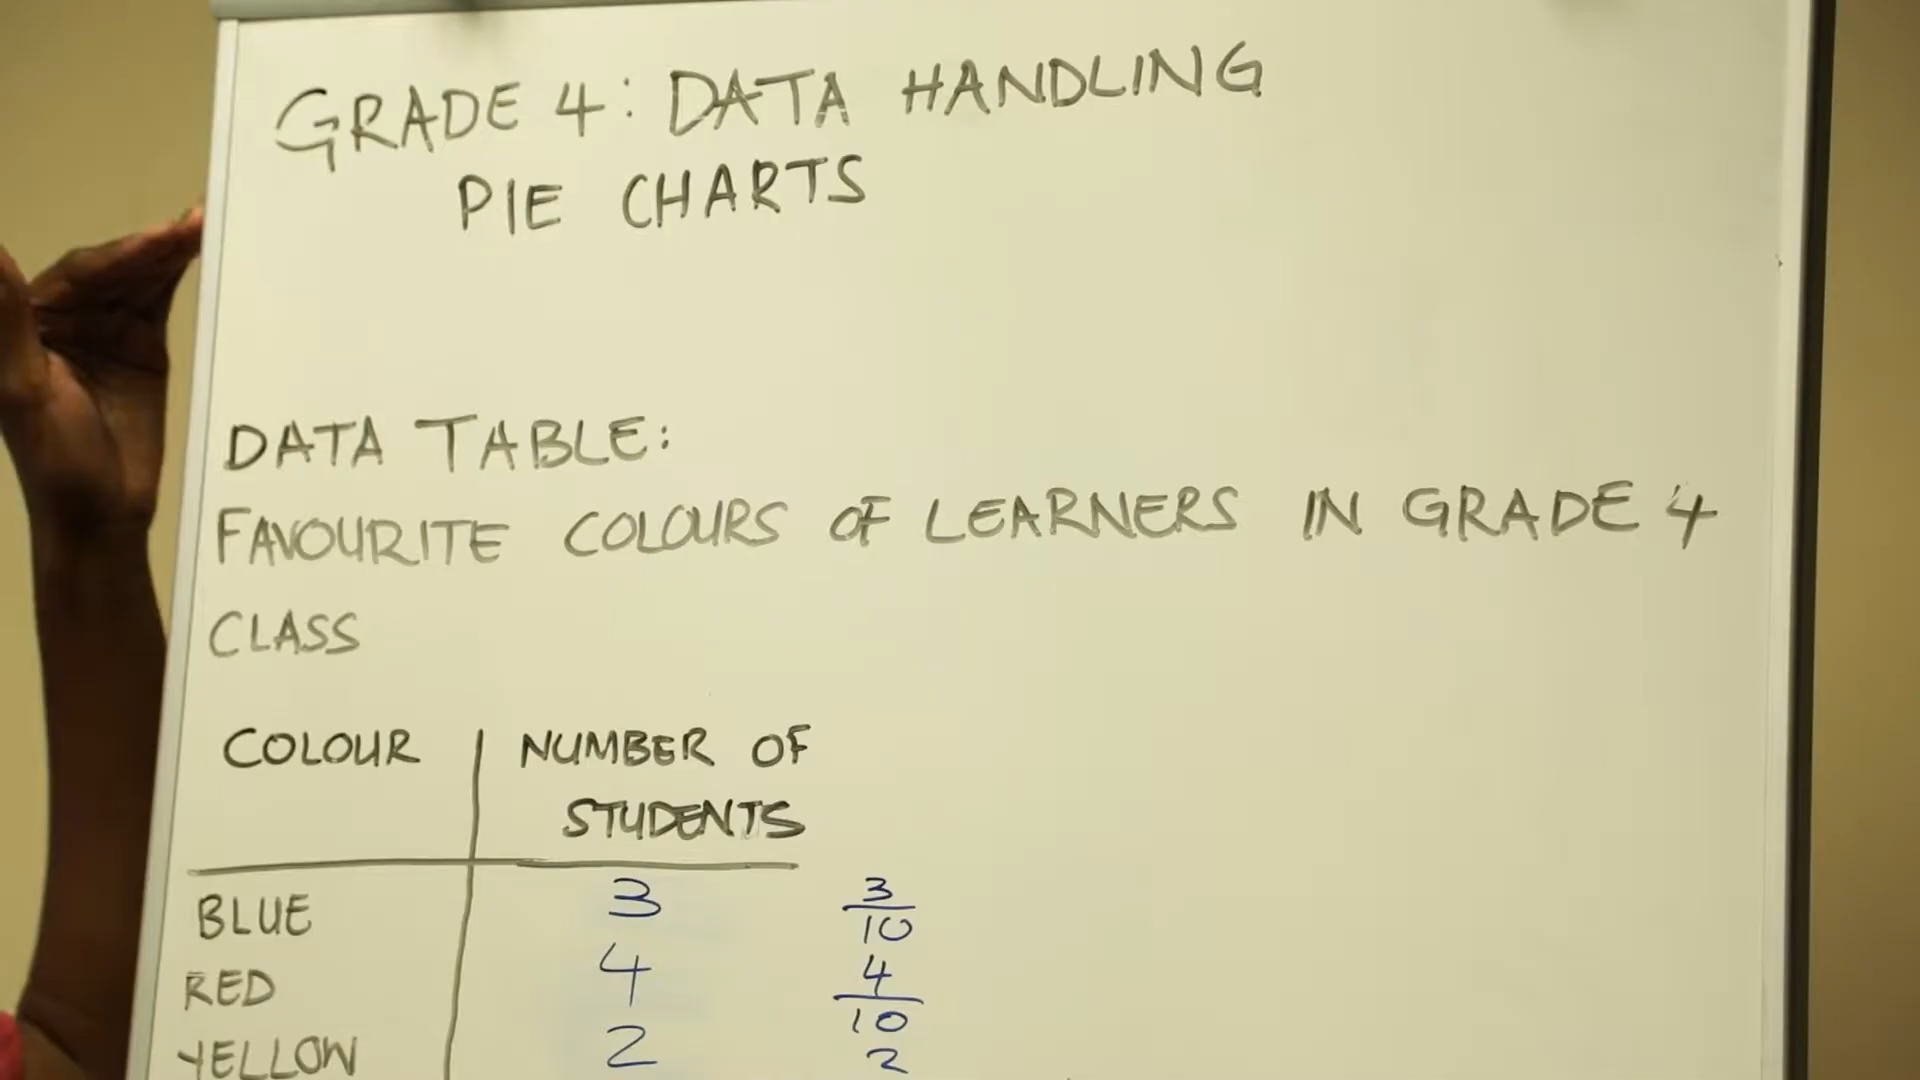 GRADE 4: DATA HANDLING
PIE CHARTS
DATA TABLE:
FAVOURITE COLOURS OF LEARNERS IN GRADE 4
CLASS
COLOUR NUMBER OF
STUDENTS
BLUE 3 3/10
RED 4 4/10
YELLOW 2 2